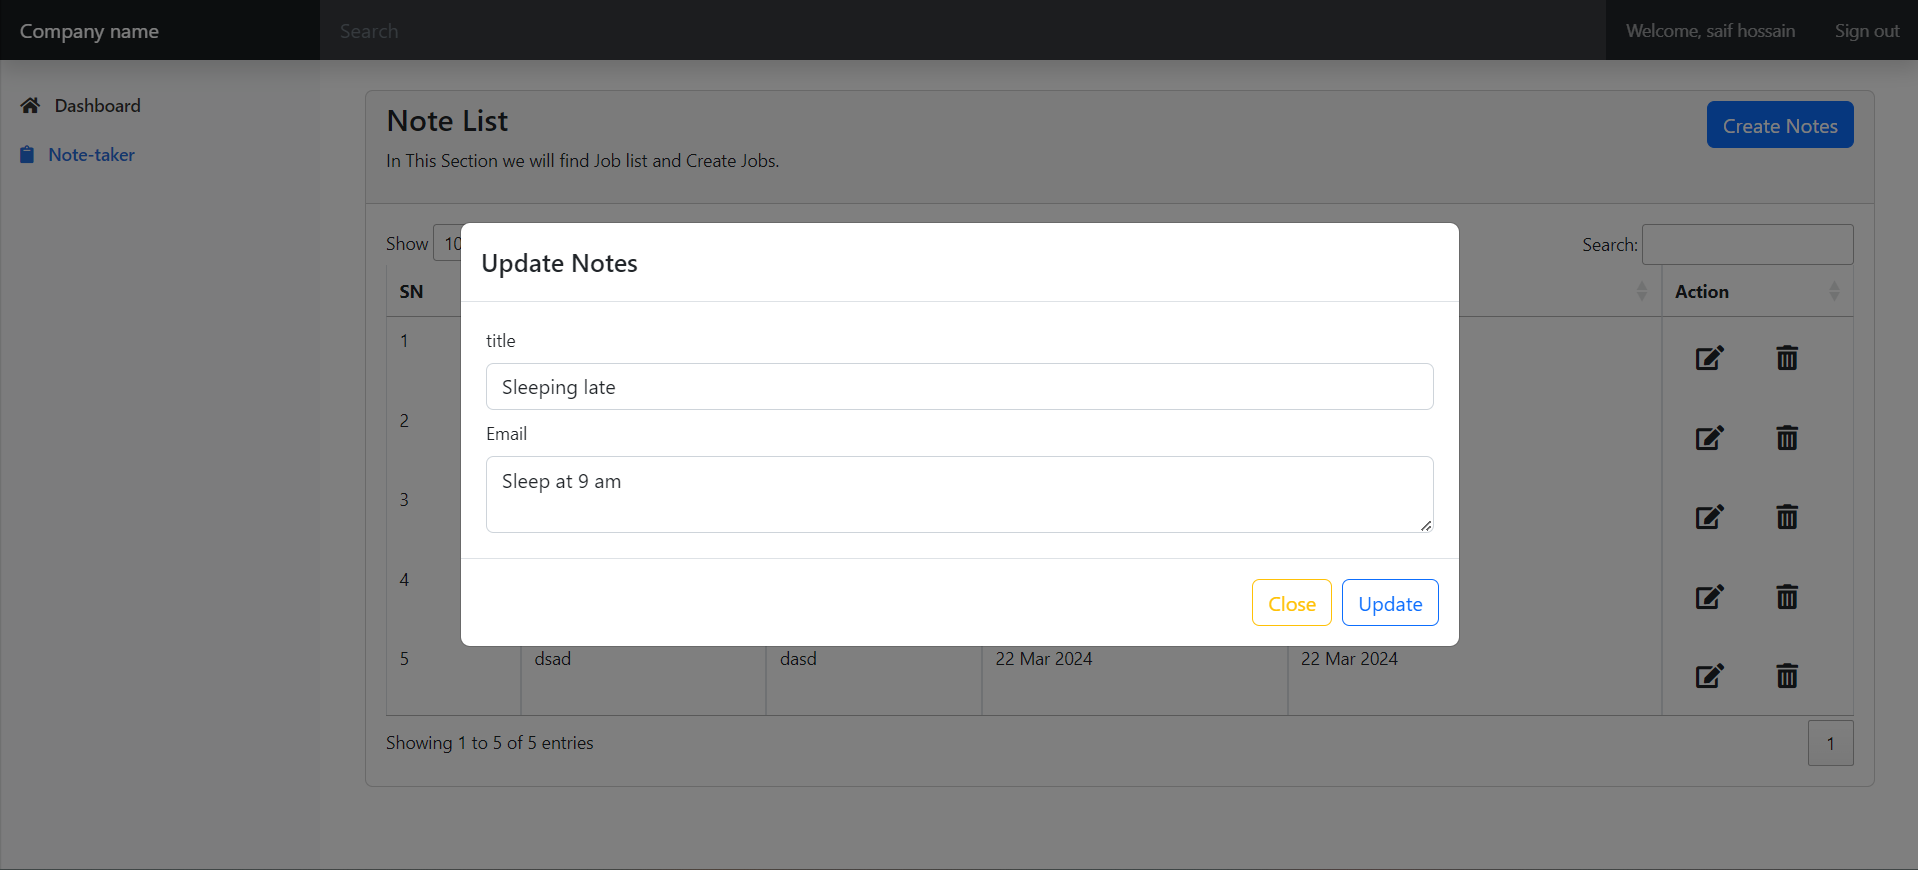 Company name
Search
Welcome, saif hossain
Sign out
Dashboard
Note-taker
Note List
Create Notes
In This Section we will find Job list and Create Jobs.
Show 10
Search:
Update Notes
SN
Action
title
1
Sleeping late
2
Email
Sleep at 9 am
3
4
Close
Update
5 dsad dasd 22 Mar 2024 22 Mar 2024
Showing 1 to 5 of 5 entries
1